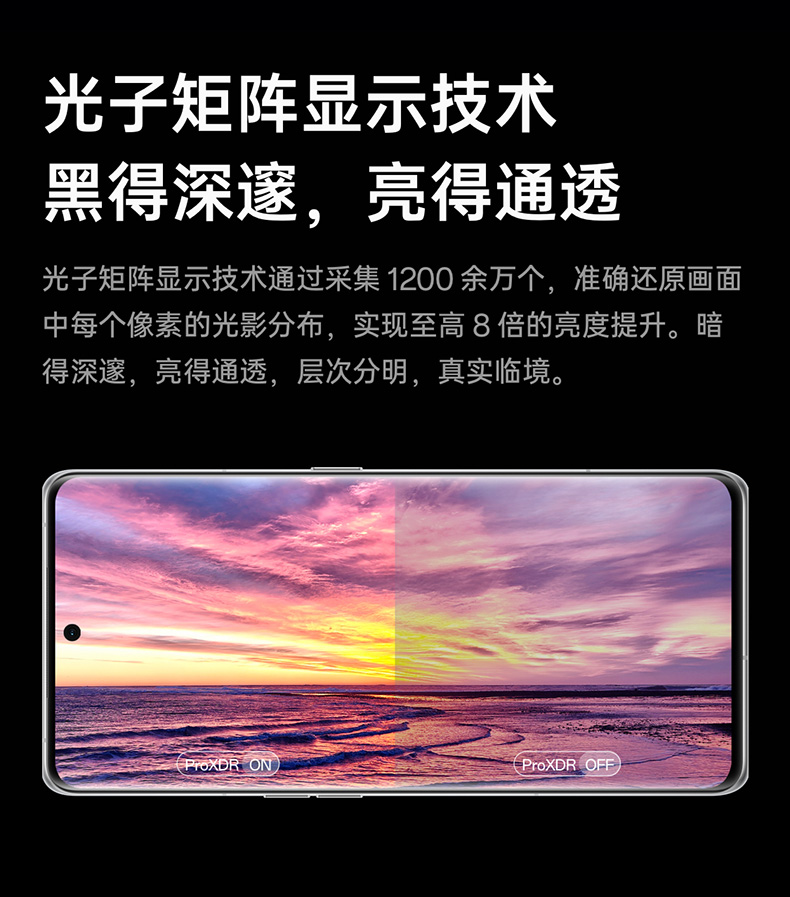 光子矩阵显示技术
黑得深邃，亮得通透
光子矩阵显示技术通过采集 1200 余万个，准确还原画面
中每个像素的光影分布，实现至高 8 倍的亮度提升。暗
得深邃，亮得通透，层次分明，真实临境。
ProXDR ON
ProXDR OFF